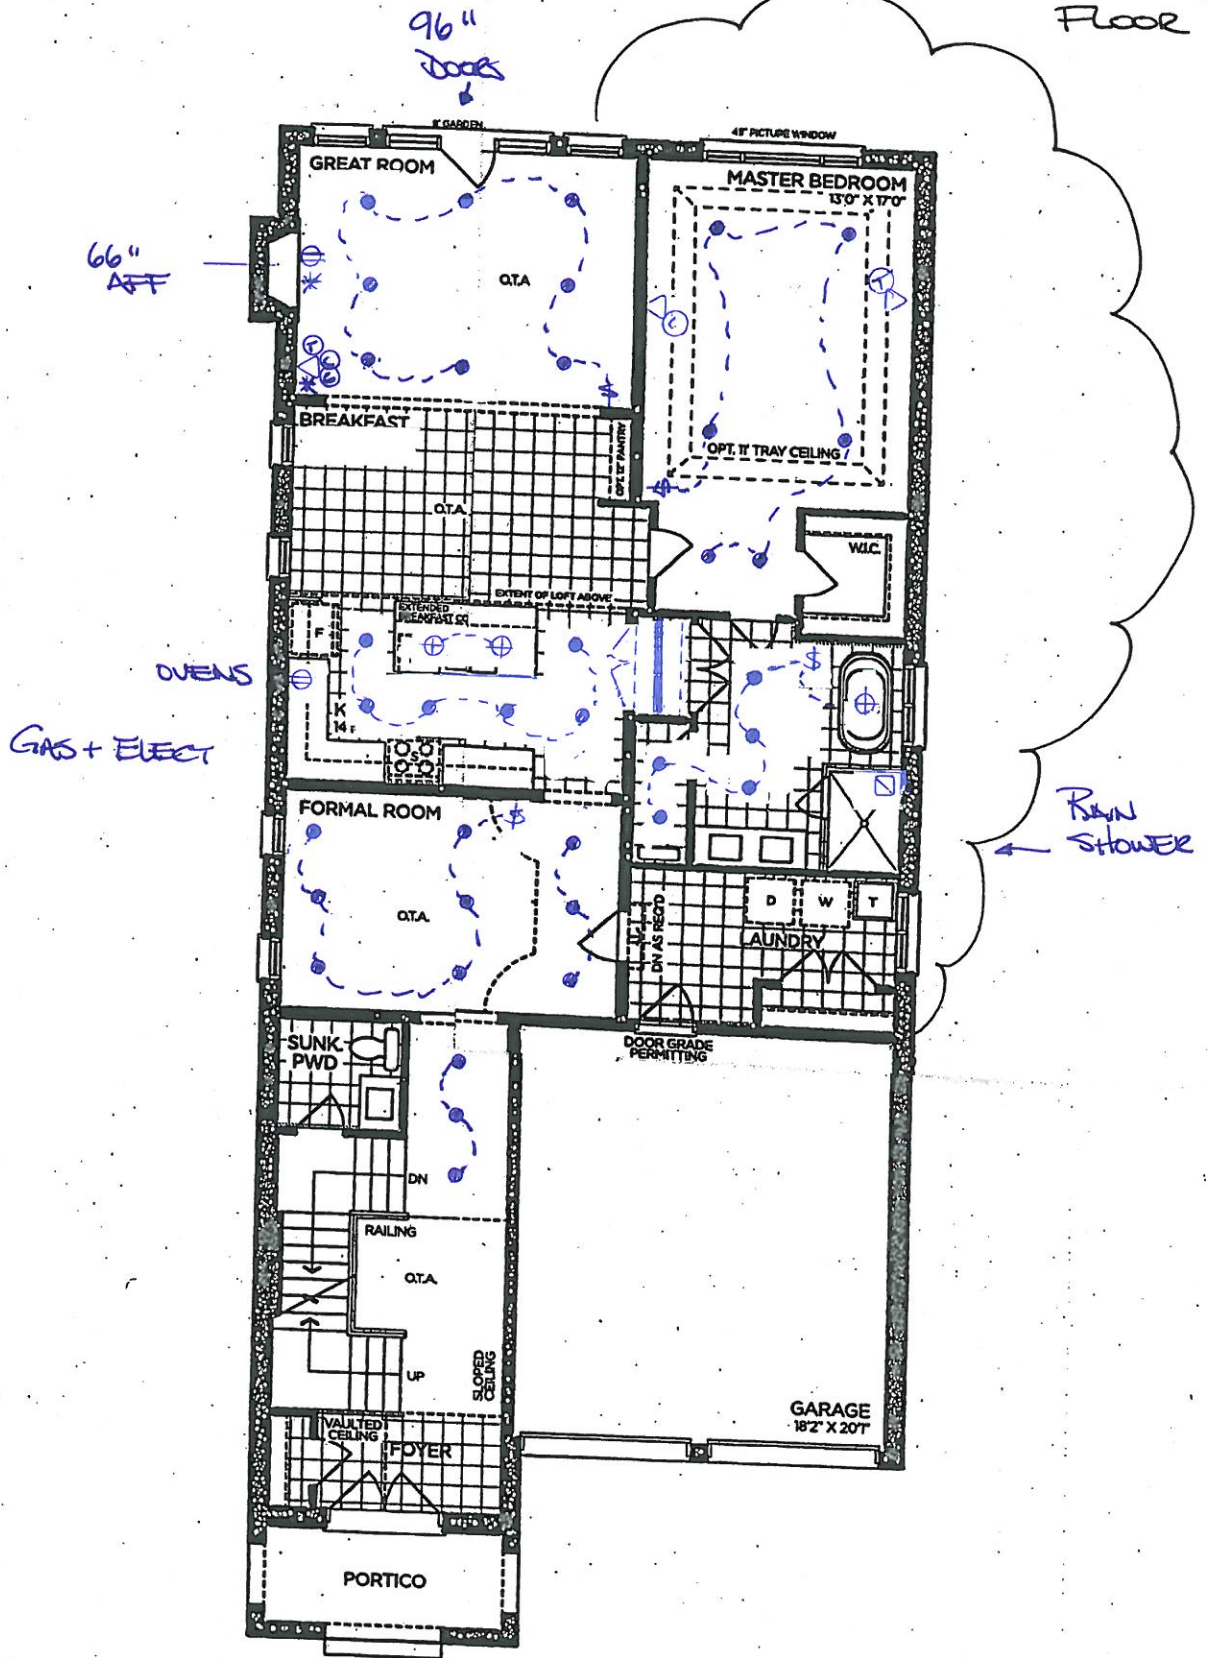 FLOOR
96"
DOORS
8' GARDEN
48" PICTURE WINDOW
GREAT ROOM
MASTER BEDROOM
13'0" X 17'0"
66"
AFF
O.T.A
T
C
T
C
BREAKFAST
OPT. 12" PANTRY
OPT. 11' TRAY CEILING
$
O.T.A.
W.I.C.
EXTENT OF LOFT ABOVE
EXTENDED
BREAKFAST CO
F
OVENS
$
K
14'
GAS + ELECT
S
FORMAL ROOM
$
RAIN
SHOWER
D
W
T
O.T.A.
DN AS REQ'D
AUNDRY
SUNK.
PWD
DOOR GRADE
PERMITTING
DN
RAILING
O.T.A.
UP
SLOPED
CEILING
GARAGE
18'2" X 20'1"
VAULTED
CEILING
FOYER
PORTICO